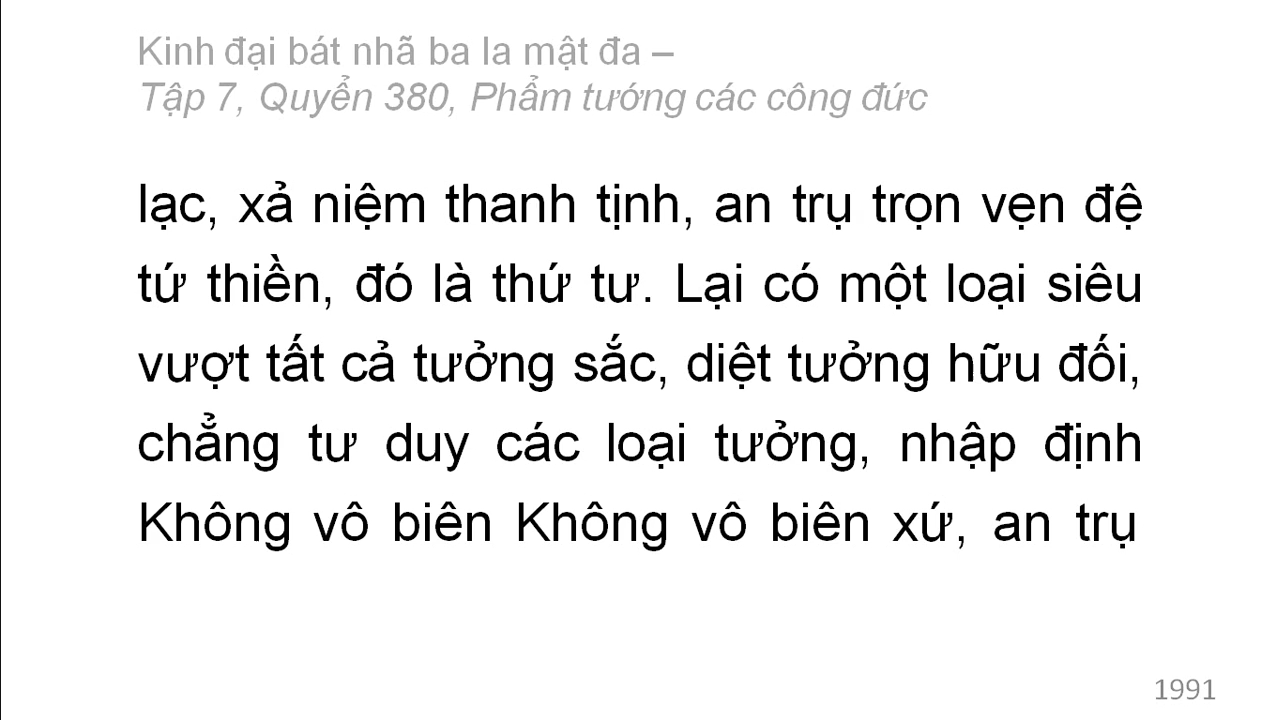 Kinh đại bát nhã ba la mật đa –
Tập 7, Quyển 380, Phẩm tướng các công đức
lạc, xả niệm thanh tịnh, an trụ trọn vẹn đệ
tứ thiền, đó là thứ tư. Lại có một loại siêu
vượt tất cả tưởng sắc, diệt tưởng hữu đối,
chẳng tư duy các loại tưởng, nhập định
Không vô biên Không vô biên xứ, an trụ
1991